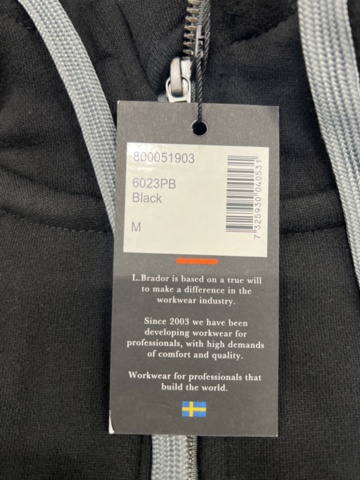 800051903
6023PB
Black
M
7325930040531
L.Brador is based on a true will
to make a difference in the
workwear industry.
Since 2003 we have been
developing workwear for
professionals, with high demands
of comfort and quality.
Workwear for professionals that
build the world.